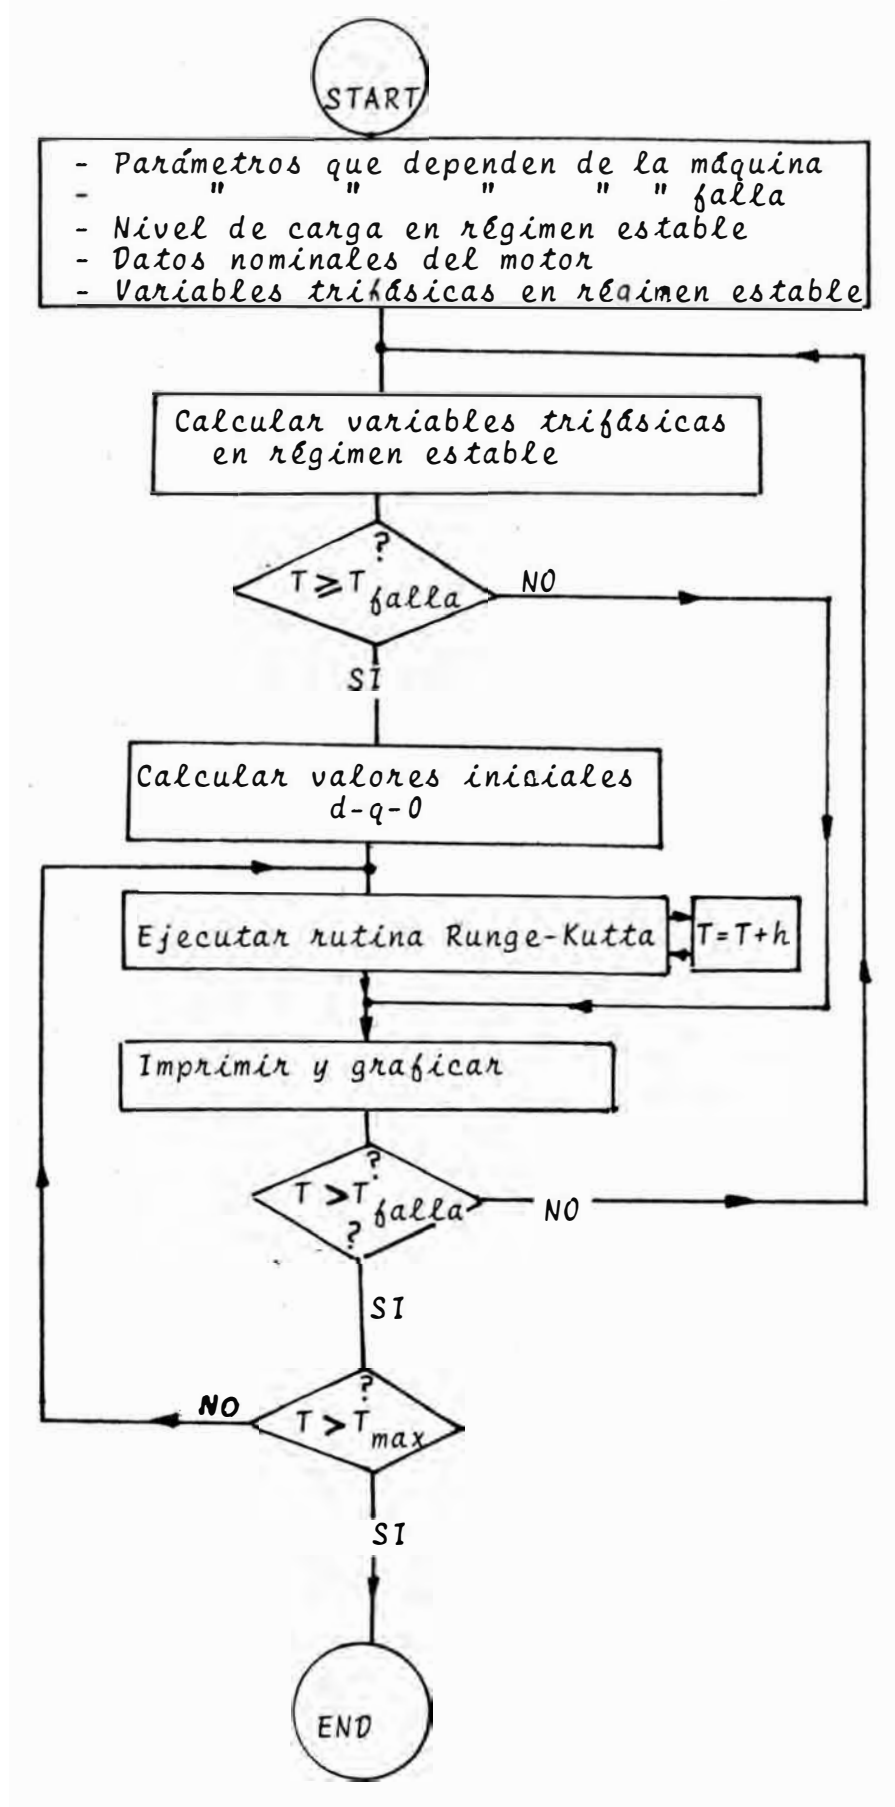 START
- Parámetros que dependen de la máquina
- " " " " " falla
- Nivel de carga en régimen estable
- Datos nominales del motor
- Variables trifásicas en régimen estable
Calcular variables trifásicas
en régimen estable
?
T ≥ T falla
NO
SI
Calcular valores iniciales
d-q-0
Ejecutar rutina Runge-Kutta
T=T+h
Imprimir y graficar
?
T > T falla
?
NO
SI
?
T > T max
NO
SI
END